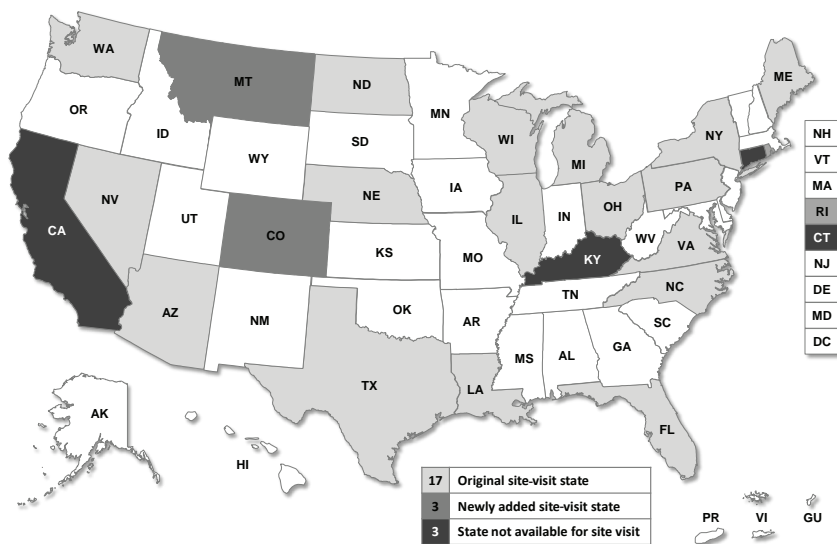 WA
MT
ND
MN
ME
OR
ID
SD
WI
NY
NH
WY
MI
VT
IA
PA
MA
NV
NE
IL
IN
OH
RI
UT
CO
WV
VA
CT
CA
KS
MO
KY
NJ
NC
DE
AZ
NM
OK
AR
TN
SC
MD
MS
AL
GA
DC
TX
LA
AK
FL
HI
17 Original site-visit state
3 Newly added site-visit state
3 State not available for site visit
PR VI GU